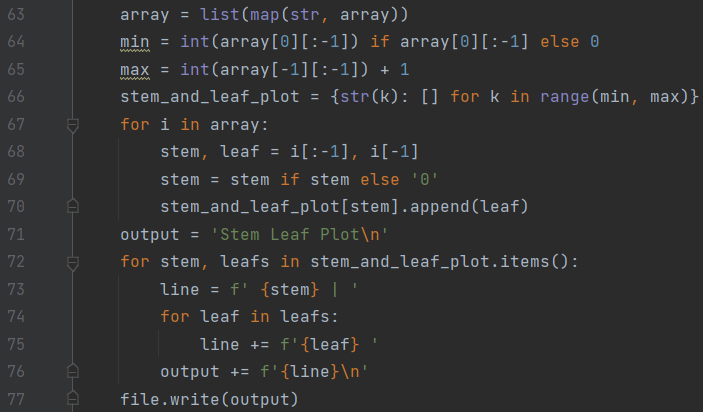 63 array = list(map(str, array))
64 min = int(array[0][:-1]) if array[0][:-1] else 0
65 max = int(array[-1][:-1]) + 1
66 stem_and_leaf_plot = {str(k): [] for k in range(min, max)}
67 for i in array:
68 stem, leaf = i[:-1], i[-1]
69 stem = stem if stem else '0'
70 stem_and_leaf_plot[stem].append(leaf)
71 output = 'Stem Leaf Plot\n'
72 for stem, leafs in stem_and_leaf_plot.items():
73 line = f' {stem} | '
74 for leaf in leafs:
75 line += f'{leaf} '
76 output += f'{line}\n'
77 file.write(output)